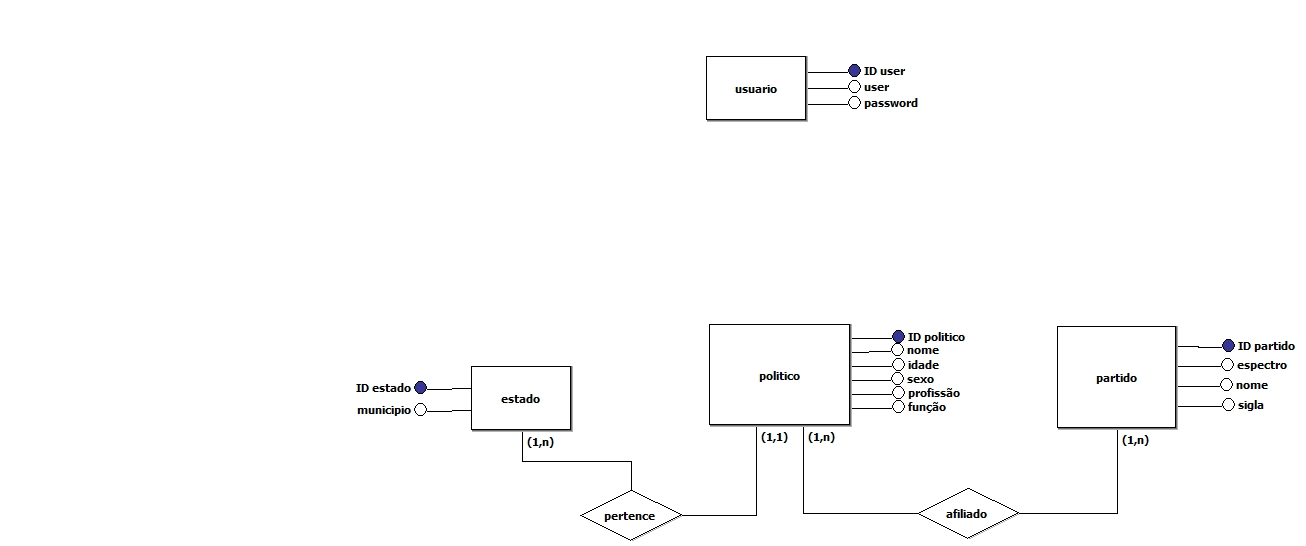 usuario
ID user
user
password
ID estado
municipio
estado
(1,n)
pertence
politico
ID politico
nome
idade
sexo
profissão
função
(1,1)
(1,n)
afiliado
partido
ID partido
espectro
nome
sigla
(1,n)